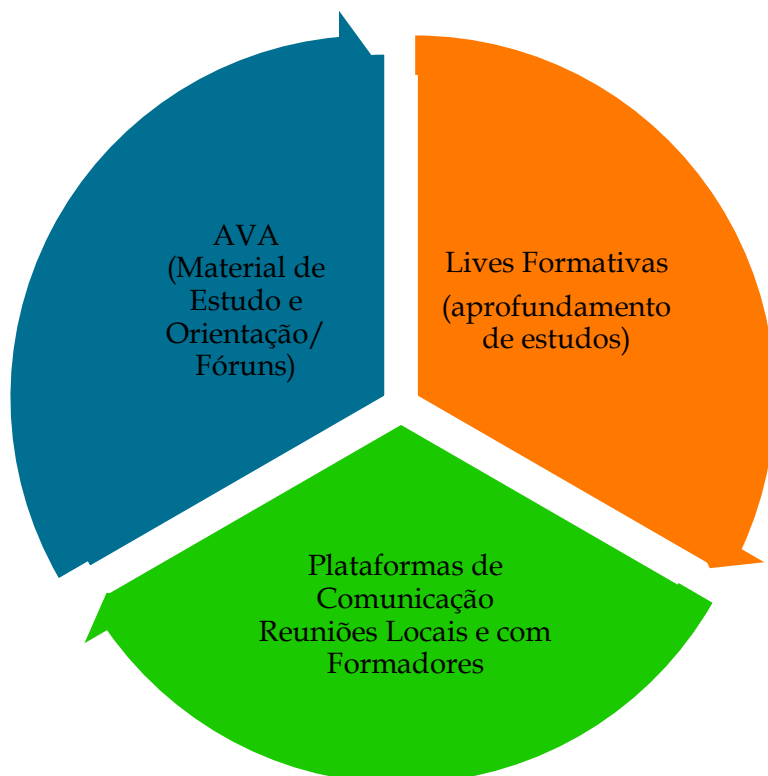 AVA
(Material de
Estudo e
Orientação/
Fóruns)
Lives Formativas
(aprofundamento
de estudos)
Plataformas de
Comunicação
Reuniões Locais e com
Formadores